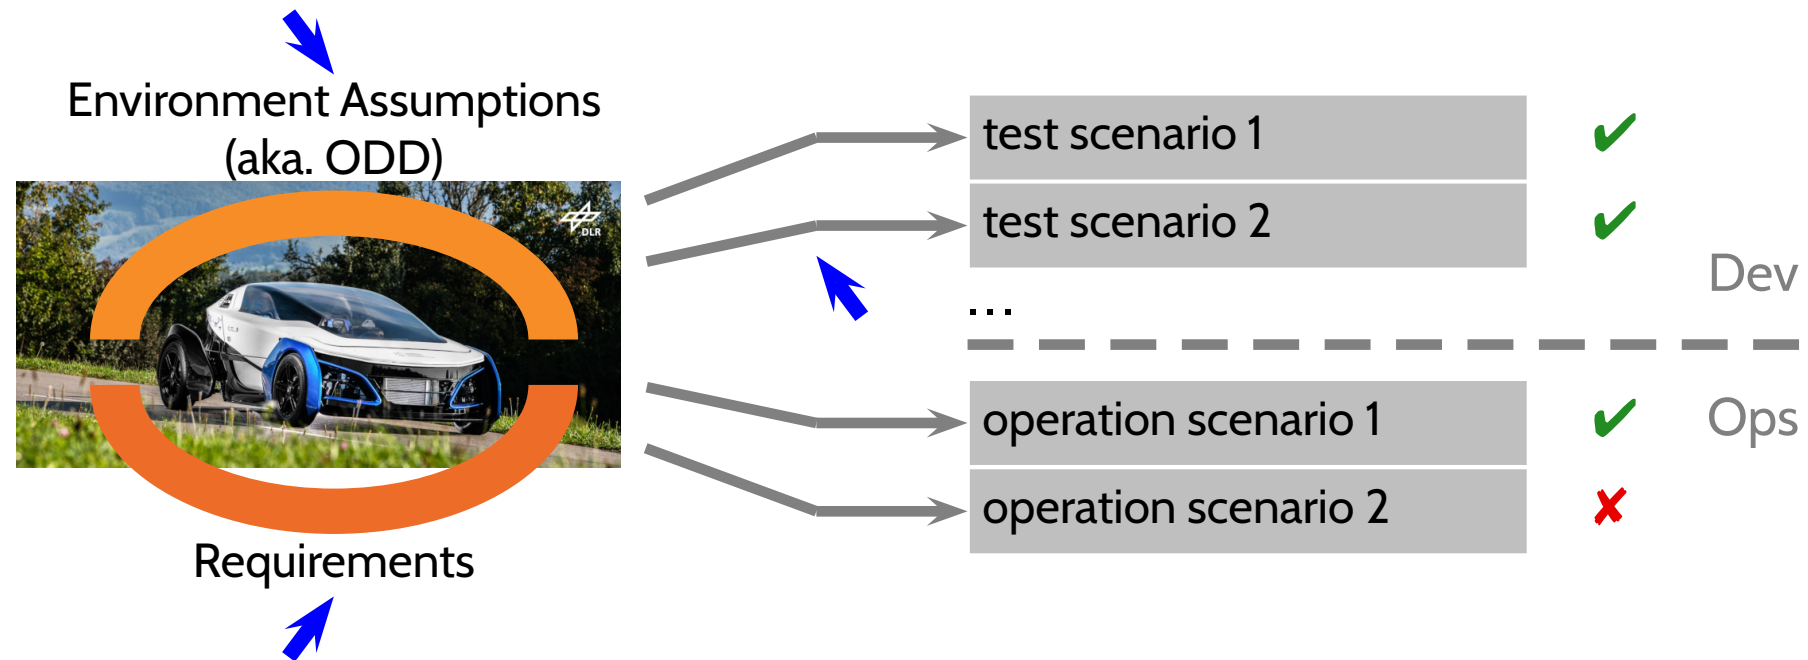 Environment Assumptions
(aka. ODD)
DLR
Requirements
test scenario 1
test scenario 2
...
operation scenario 1
operation scenario 2
Dev
Ops